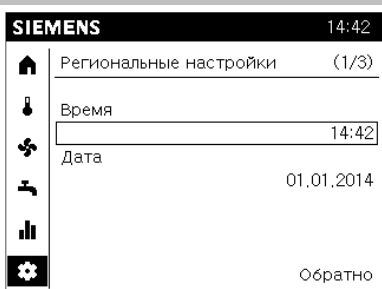 SIEMENS 14:42
Региональные настройки (1/3)
Время
14:42
Дата
01.01.2014
Обратно